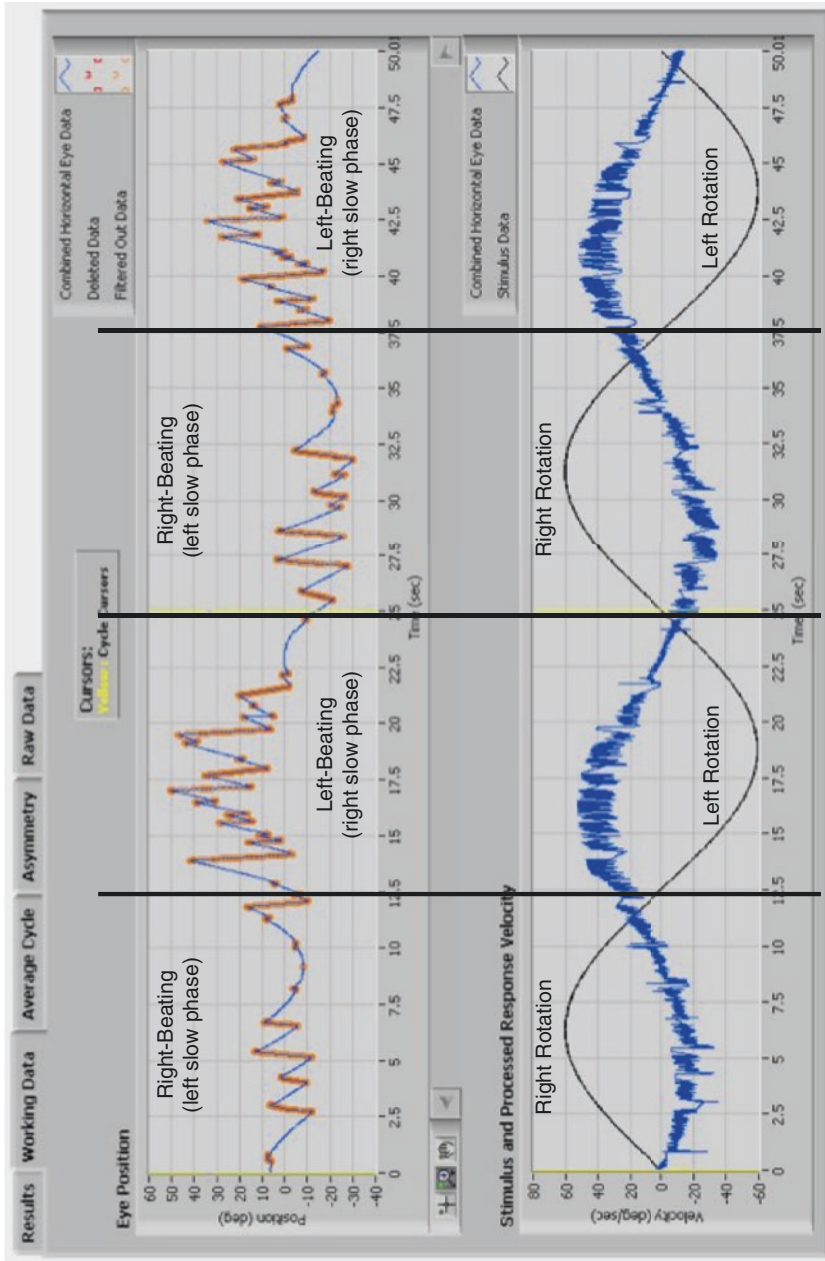 Results
Working Data
Average Cycle
Asymmetry
Raw Data
Cursors:
Yellow: Cycle Cursors
Eye Position
Combined Horizontal Eye Data
Deleted Data
Filtered Out Data
Right-Beating
(left slow phase)
Left-Beating
(right slow phase)
Right-Beating
(left slow phase)
Left-Beating
(right slow phase)
Position (deg)
60
50
40
30
20
10
0
-10
-20
-30
-40
0
2.5
5
7.5
10
12.5
15
17.5
20
22.5
25
27.5
30
32.5
35
37.5
40
42.5
45
47.5
50.01
Time (sec)
Stimulus and Processed Response Velocity
Combined Horizontal Eye Data
Stimulus Data
Right Rotation
Left Rotation
Right Rotation
Left Rotation
Velocity (deg/sec)
80
60
40
20
0
-20
-40
-60
0
2.5
5
7.5
10
12.5
15
17.5
20
22.5
25
27.5
30
32.5
35
37.5
40
42.5
45
47.5
50.01
Time (sec)